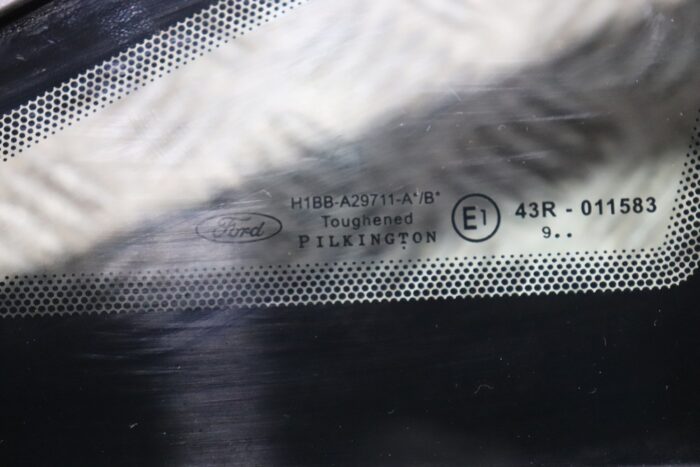 H1BB-A29711-A*/B*
Ford Toughened
PILKINGTON
E1 43R - 011583
9..